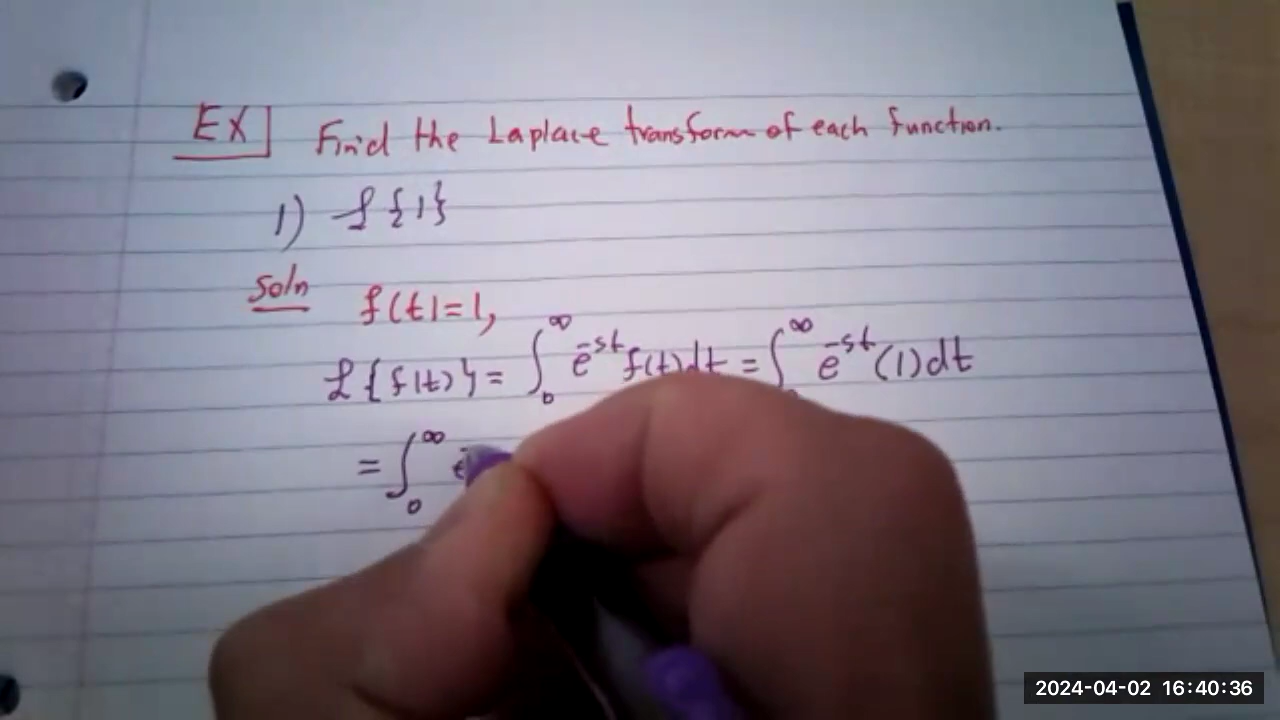 EX] Find the Laplace transform of each function.
1) ℒ{1}
Soln f(t)=1,
ℒ{f(t)} = ∫₀^∞ e^-st f(t)dt = ∫₀^∞ e^-st (1)dt
= ∫₀^∞ e
2024-04-02 16:40:36